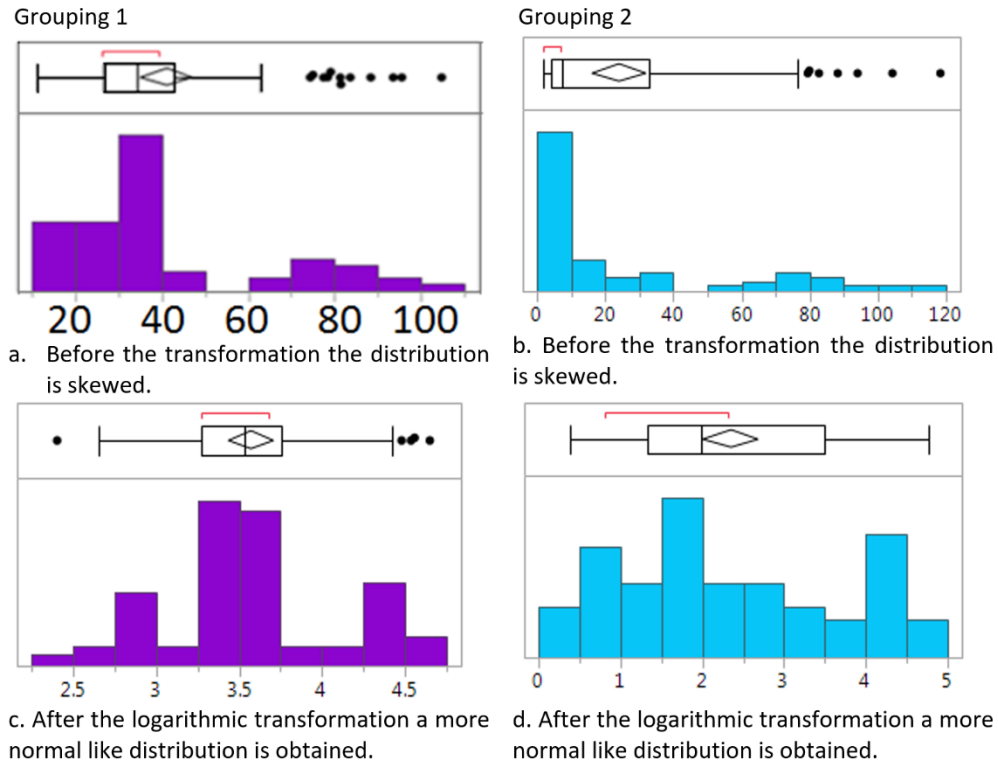 Grouping 1
Grouping 2
20 40 60 80 100
0 20 40 60 80 100 120
a. Before the transformation the distribution
is skewed.
b. Before the transformation the distribution
is skewed.
2.5 3 3.5 4 4.5
0 1 2 3 4 5
c. After the logarithmic transformation a more
normal like distribution is obtained.
d. After the logarithmic transformation a more
normal like distribution is obtained.